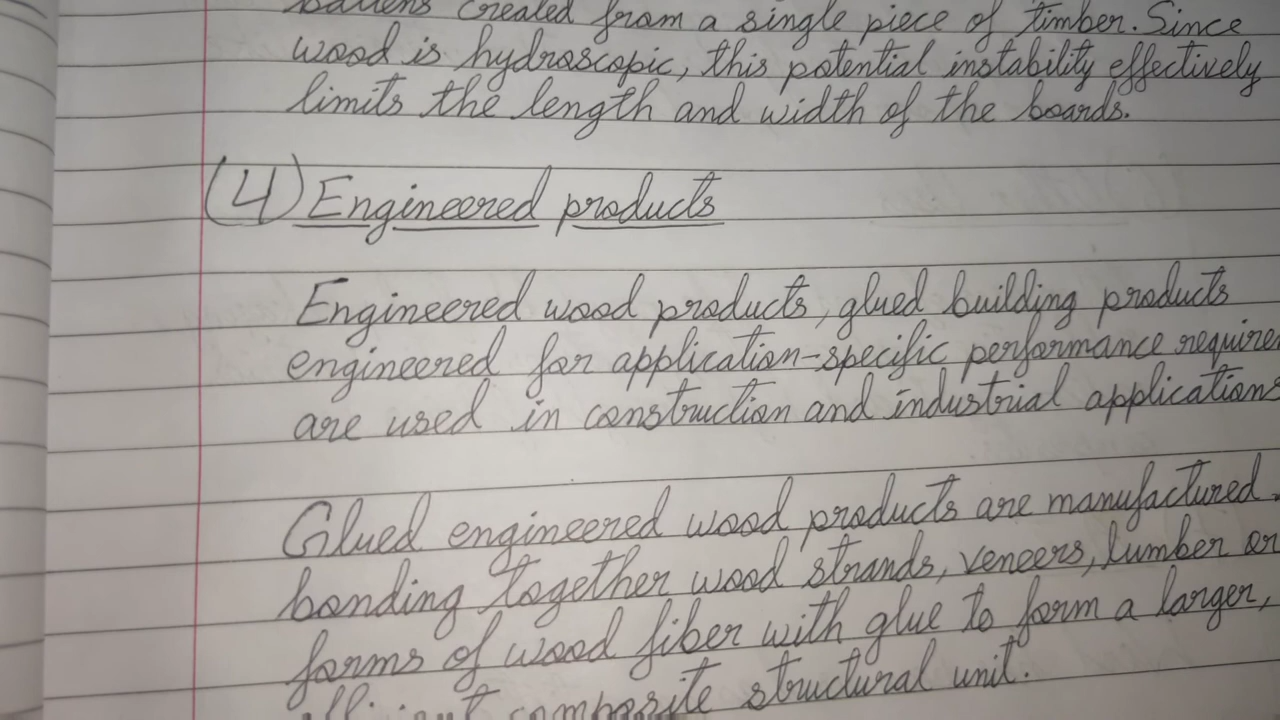 battens created from a single piece of timber. Since
wood is hydroscopic, this potential instability effectively
limits the length and width of the boards.
(4) Engineered products
Engineered wood products, glued building products
engineered for application-specific performance require
are used in construction and industrial applications
Glued engineered wood products are manufactured
bonding together wood strands, veneers, lumber or
forms of wood fiber with glue to form a larger,
composite structural unit.